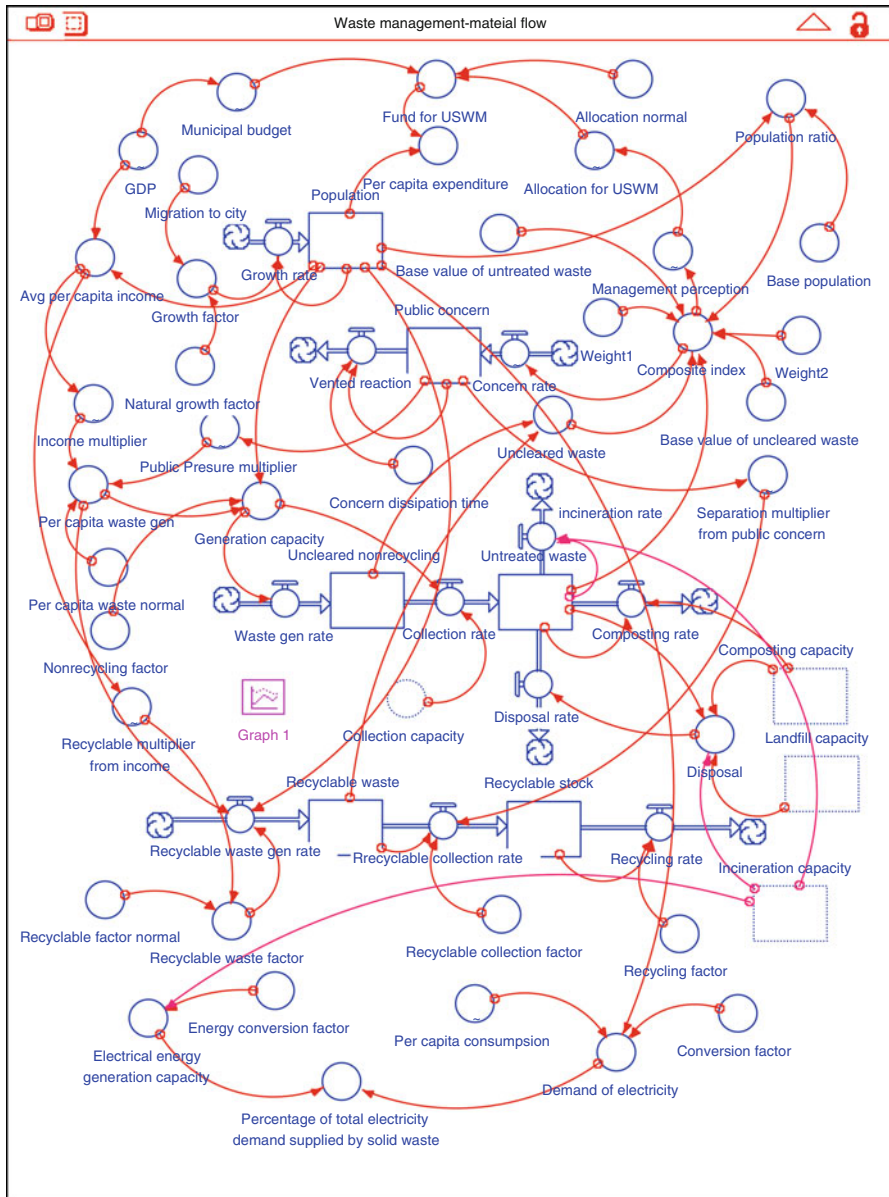 Waste management-mateial flow
Municipal budget
Fund for USWM
Allocation normal
Population ratio
GDP
Per capita expenditure
Allocation for USWM
Migration to city
Population
Growth rate
Base value of untreated waste
Management perception
Base population
Avg per capita income
Growth factor
Public concern
Vented reaction
Concern rate
Weight1
Composite index
Weight2
Natural growth factor
Income multiplier
Public Presure multiplier
Uncleared waste
Base value of uncleared waste
Concern dissipation time
Per capita waste gen
Generation capacity
incineration rate
Separation multiplier
from public concern
Uncleared nonrecycling
Untreated waste
Per capita waste normal
Waste gen rate
Collection rate
Composting rate
Nonrecycling factor
Composting capacity
Graph 1
Collection capacity
Disposal rate
Landfill capacity
Recyclable multiplier
from income
Disposal
Recyclable waste
Recyclable stock
Recyclable waste gen rate
Rrecyclable collection rate
Recycling rate
Incineration capacity
Recyclable factor normal
Recyclable waste factor
Recyclable collection factor
Recycling factor
Energy conversion factor
Per capita consumpsion
Conversion factor
Electrical energy
generation capacity
Demand of electricity
Percentage of total electricity
demand supplied by solid waste